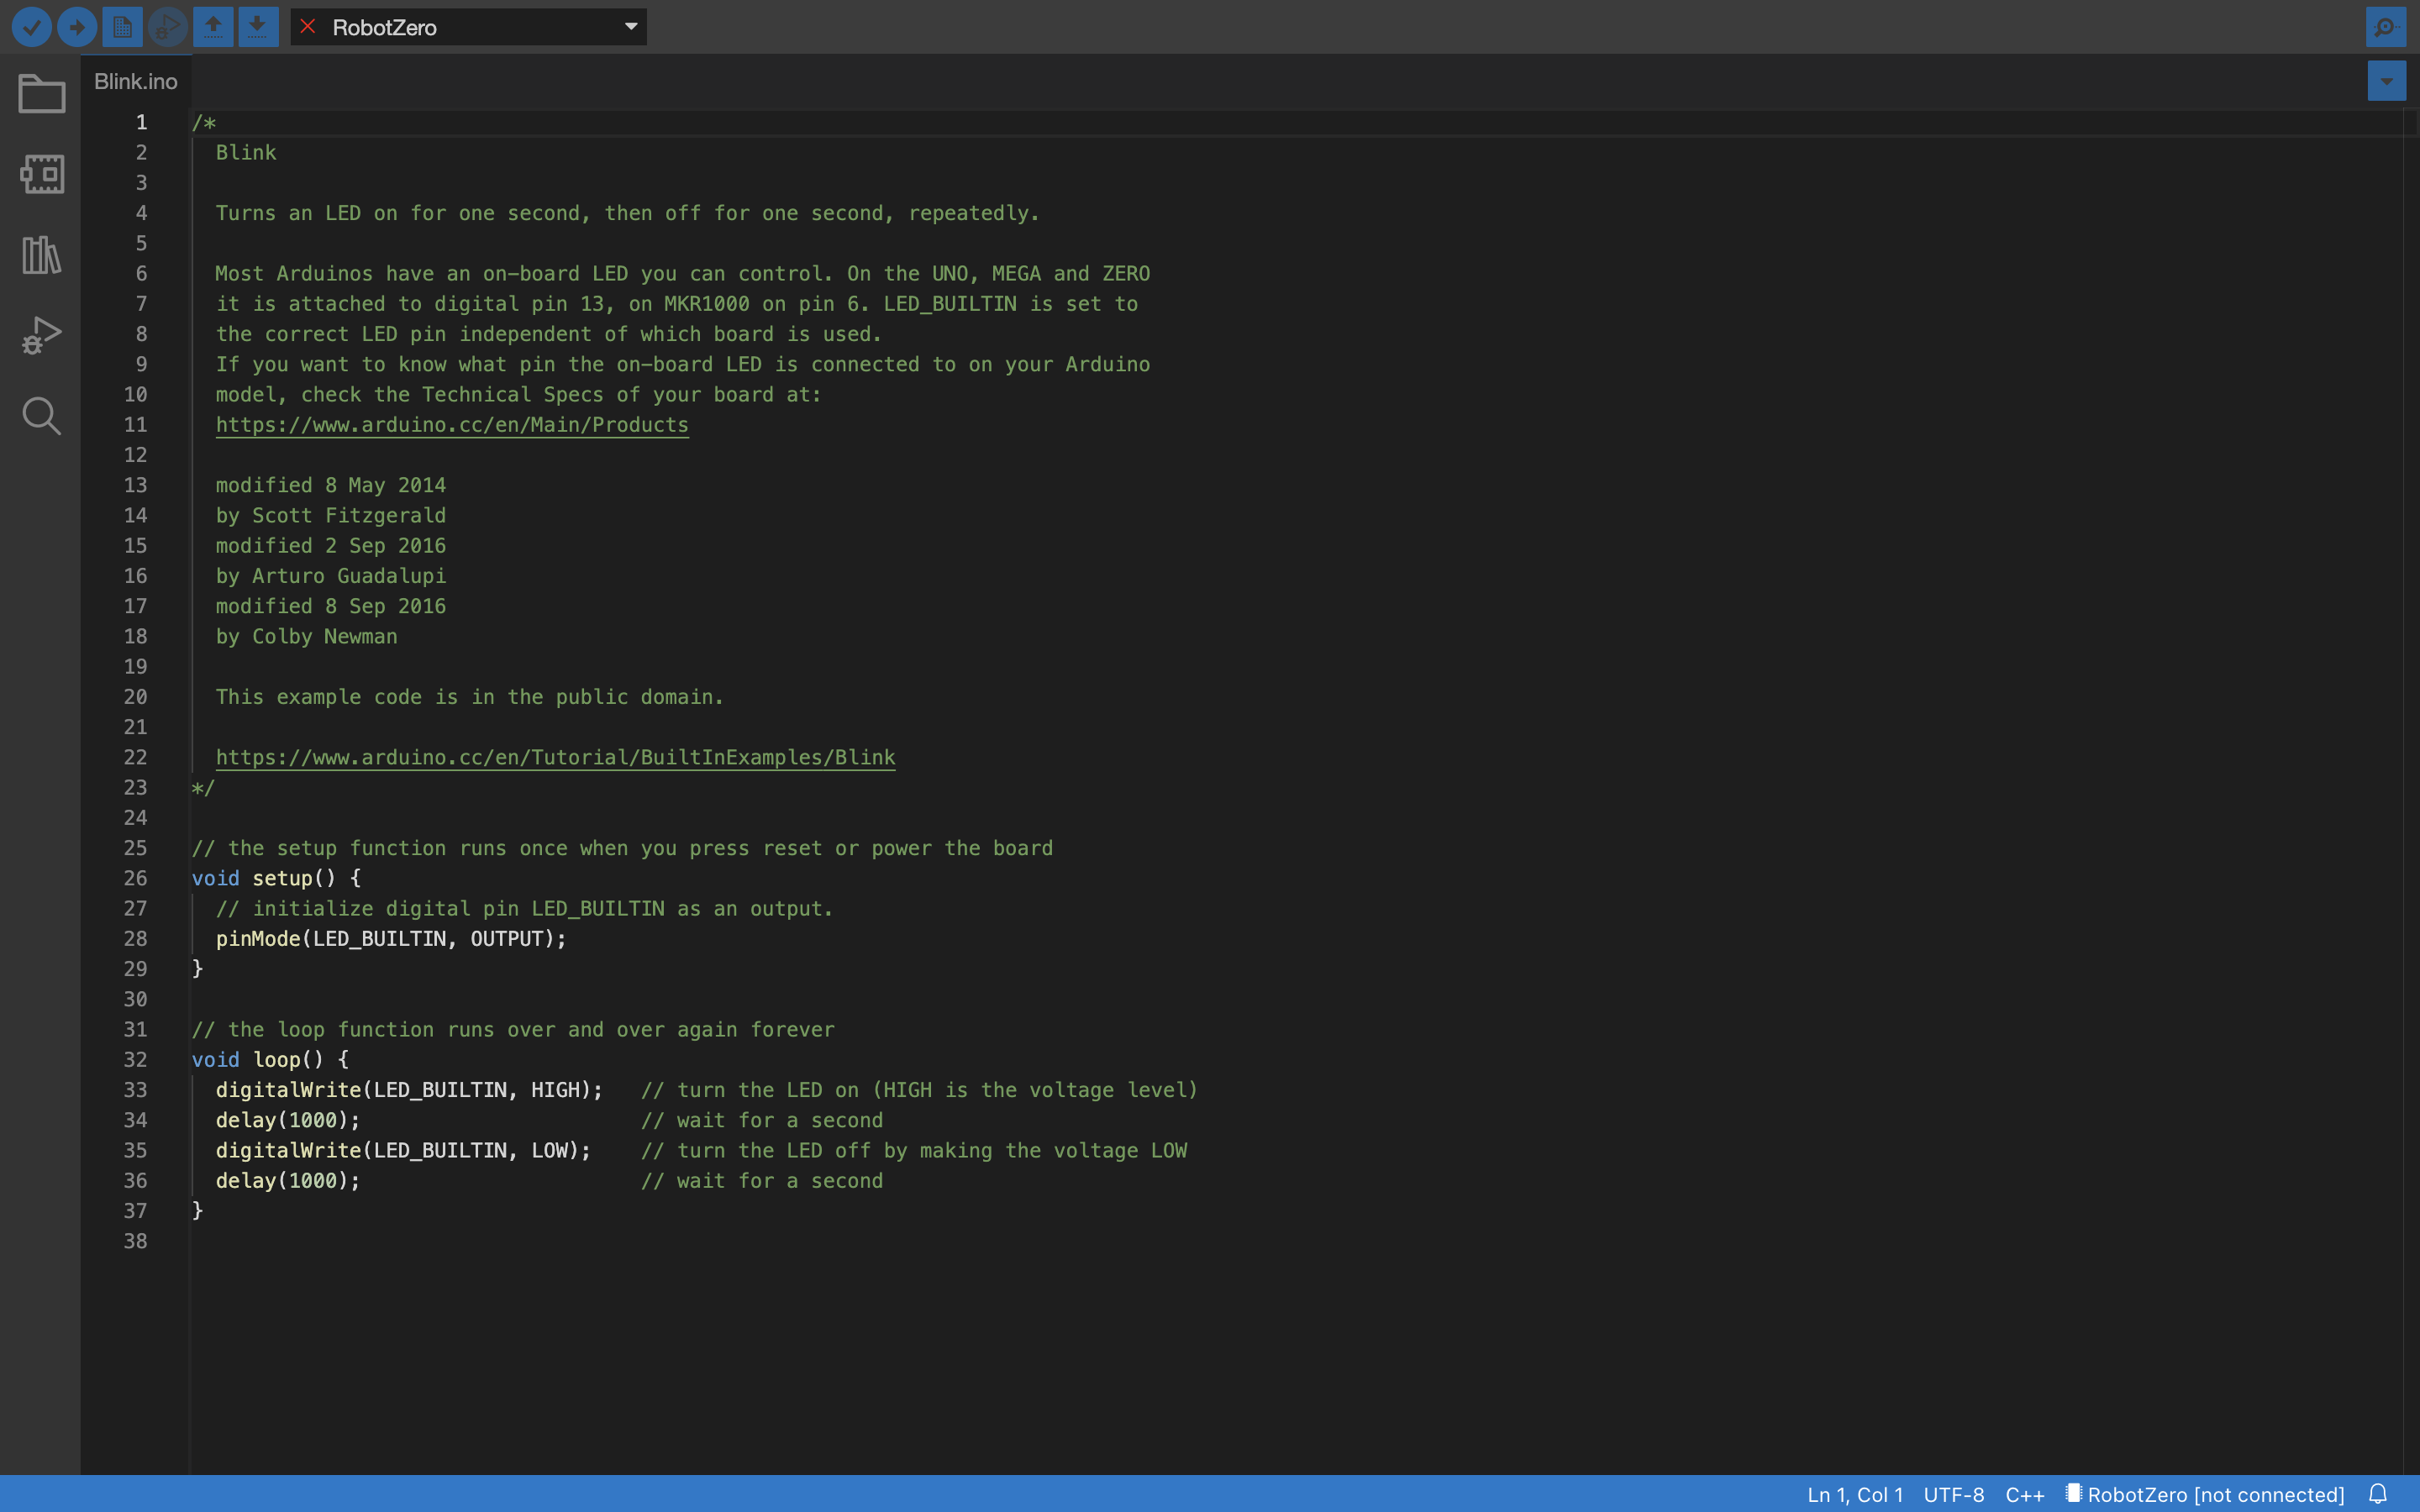 RobotZero
Blink.ino
1 /*
2 Blink
3
4 Turns an LED on for one second, then off for one second, repeatedly.
5
6 Most Arduinos have an on-board LED you can control. On the UNO, MEGA and ZERO
7 it is attached to digital pin 13, on MKR1000 on pin 6. LED_BUILTIN is set to
8 the correct LED pin independent of which board is used.
9 If you want to know what pin the on-board LED is connected to on your Arduino
10 model, check the Technical Specs of your board at:
11 https://www.arduino.cc/en/Main/Products
12
13 modified 8 May 2014
14 by Scott Fitzgerald
15 modified 2 Sep 2016
16 by Arturo Guadalupi
17 modified 8 Sep 2016
18 by Colby Newman
19
20 This example code is in the public domain.
21
22 https://www.arduino.cc/en/Tutorial/BuiltInExamples/Blink
23 */
24
25 // the setup function runs once when you press reset or power the board
26 void setup() {
27 // initialize digital pin LED_BUILTIN as an output.
28 pinMode(LED_BUILTIN, OUTPUT);
29 }
30
31 // the loop function runs over and over again forever
32 void loop() {
33 digitalWrite(LED_BUILTIN, HIGH); // turn the LED on (HIGH is the voltage level)
34 delay(1000); // wait for a second
35 digitalWrite(LED_BUILTIN, LOW); // turn the LED off by making the voltage LOW
36 delay(1000); // wait for a second
37 }
38
Ln 1, Col 1 UTF-8 C++ RobotZero [not connected]